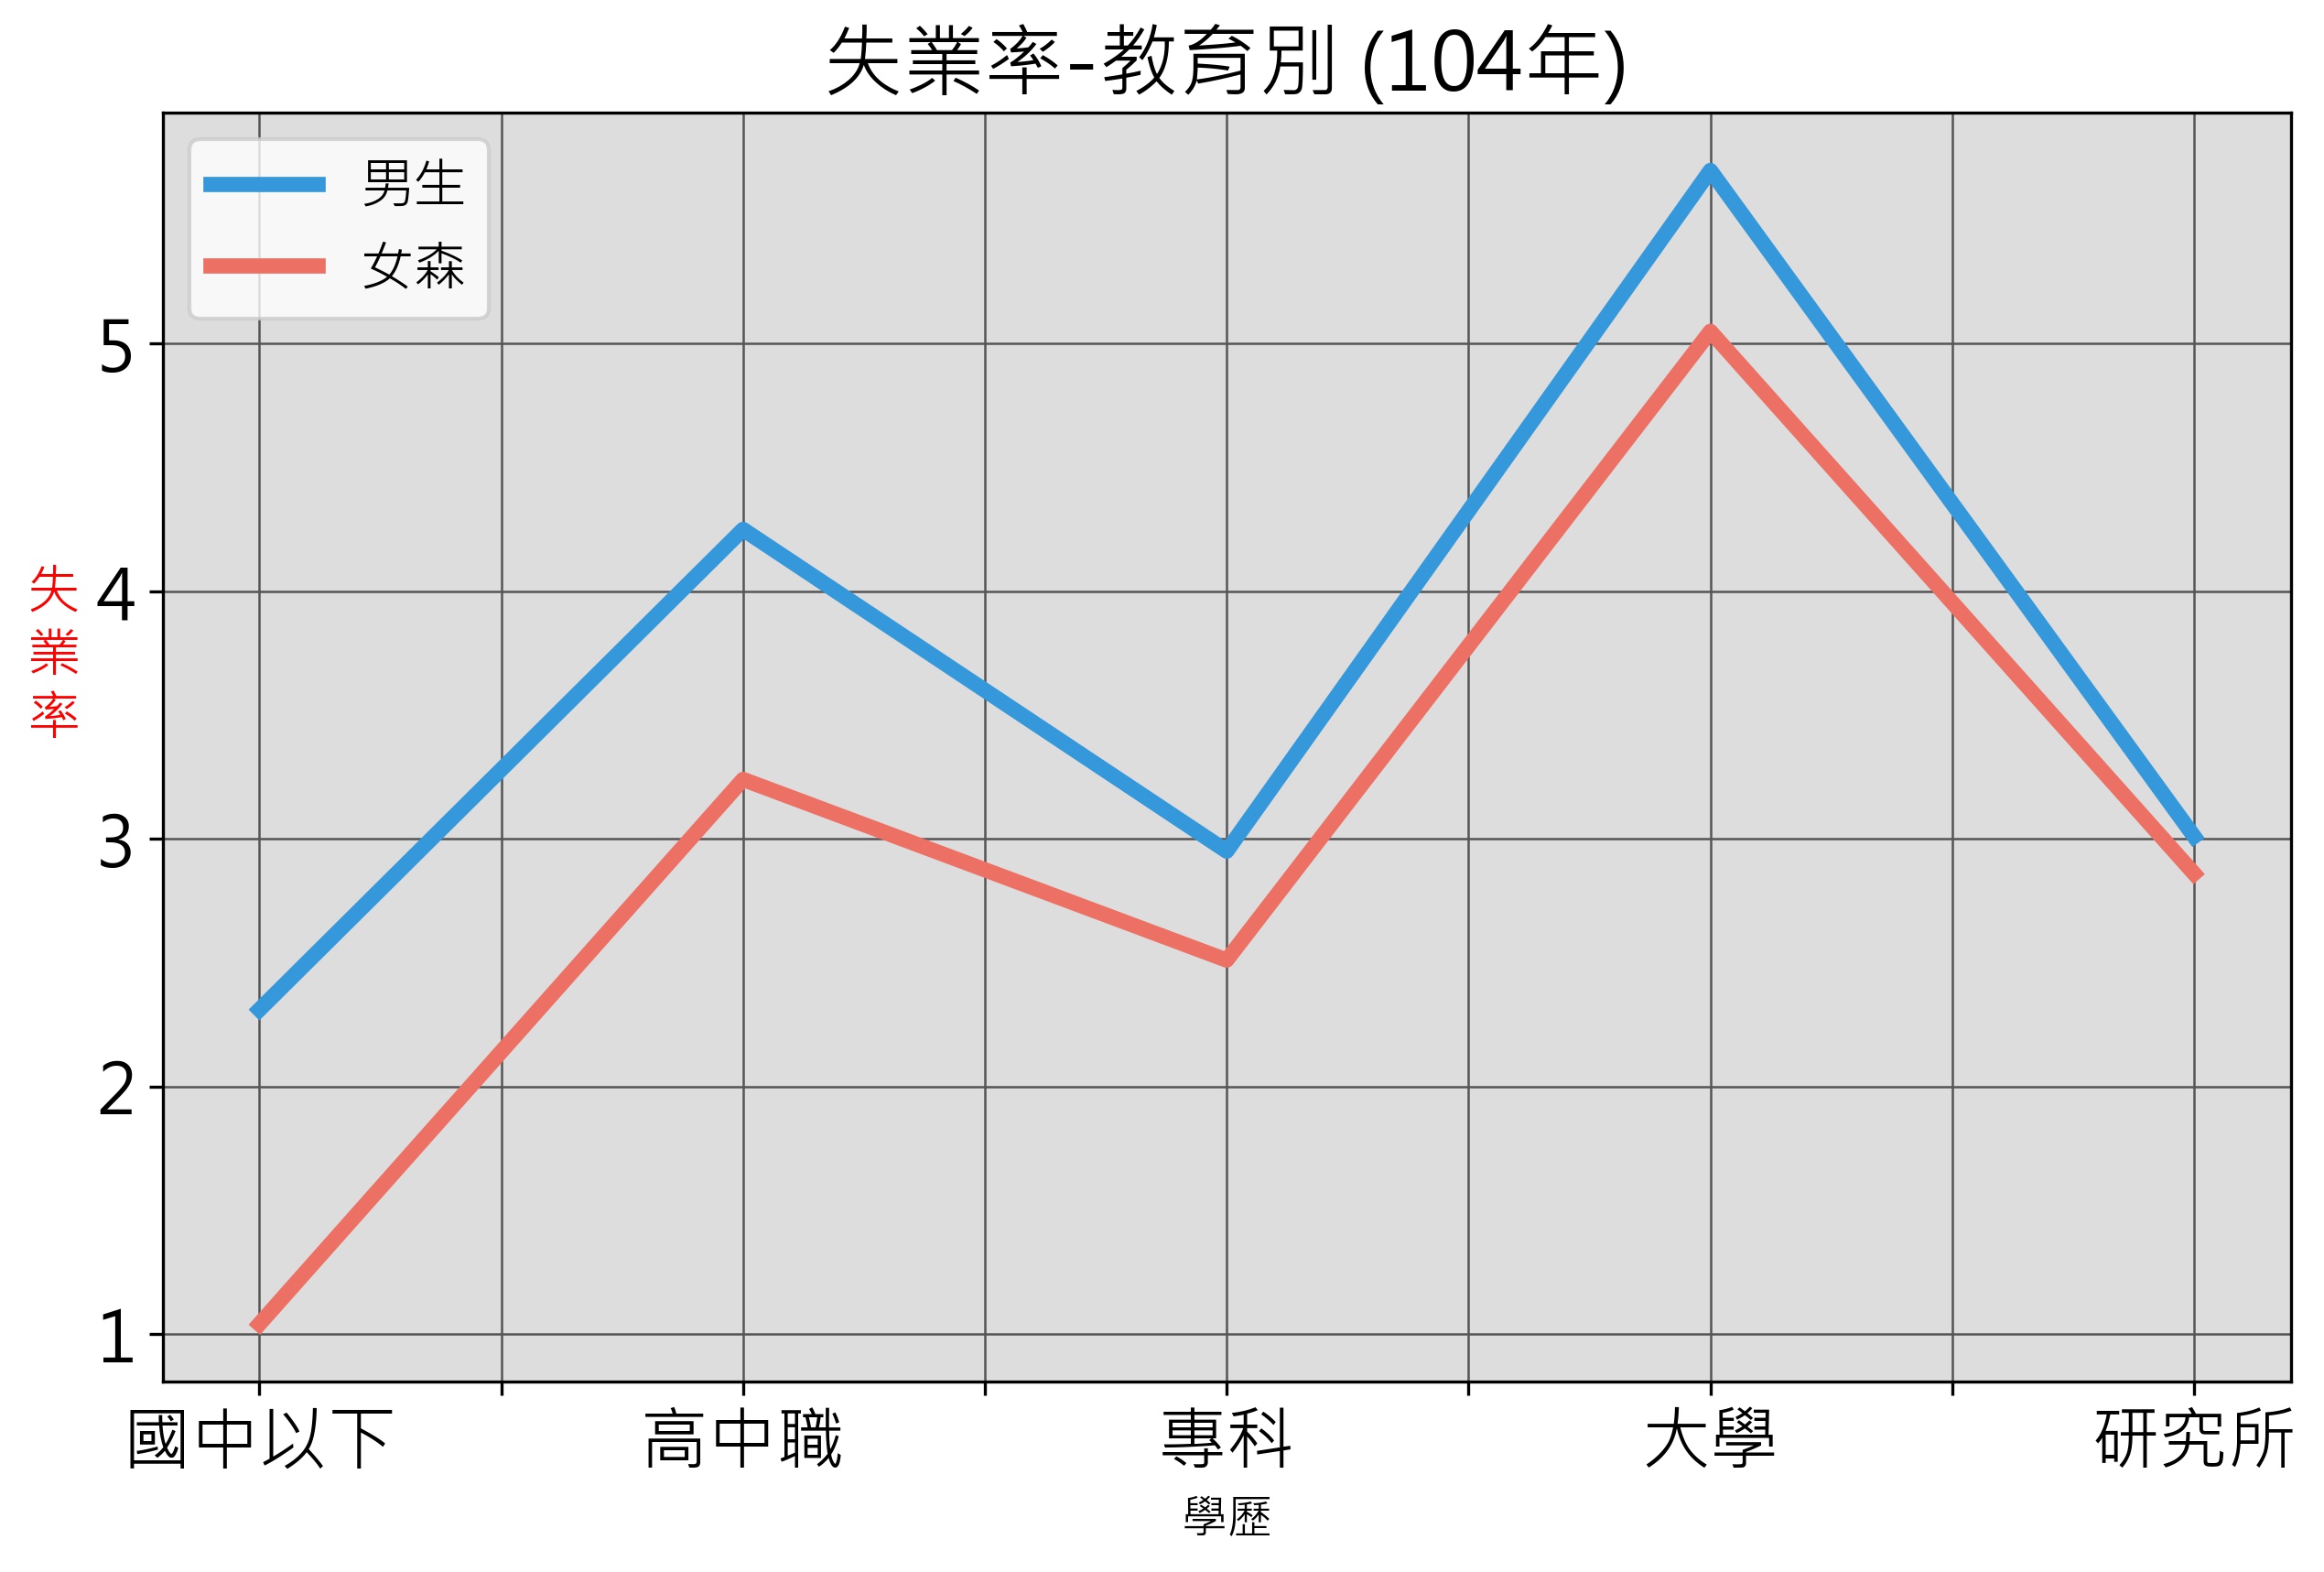 失業率-教育別 (104年)
男生
女森
5
4
3
2
1
失
業
率
國中以下 高中職 專科 大學 研究所
學歷